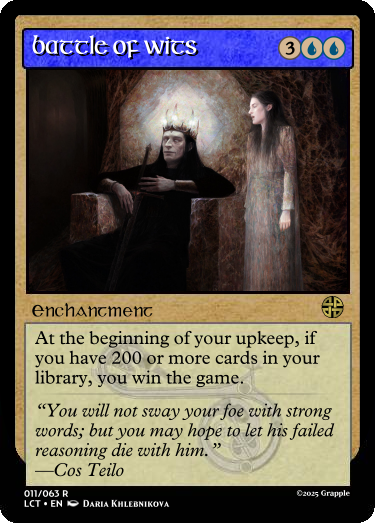 Battle of Wits 3
Enchantment
At the beginning of your upkeep, if
you have 200 or more cards in your
library, you win the game.
“You will not sway your foe with strong
words; but you may hope to let his failed
reasoning die with him.”
—Cos Teilo
011/063 R
LCT • EN Daria Khlebnikova
©2025 Grapple